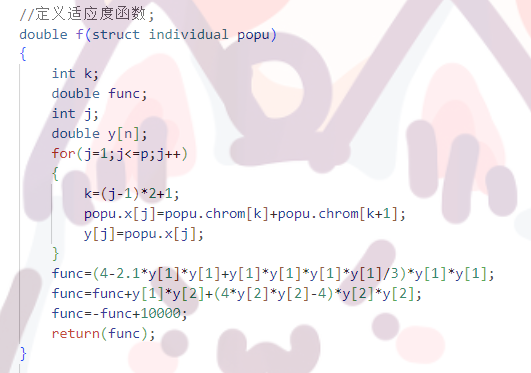 //定义适应度函数;
double f(struct individual popu)
{
    int k;
    double func;
    int j;
    double y[n];
    for(j=1;j<=p;j++)
    {
        k=(j-1)*2+1;
        popu.x[j]=popu.chrom[k]+popu.chrom[k+1];
        y[j]=popu.x[j];
    }
    func=(4-2.1*y[1]*y[1]+y[1]*y[1]*y[1]*y[1]/3)*y[1]*y[1];
    func=func+y[1]*y[2]+(4*y[2]*y[2]-4)*y[2]*y[2];
    func=-func+10000;
    return(func);
}